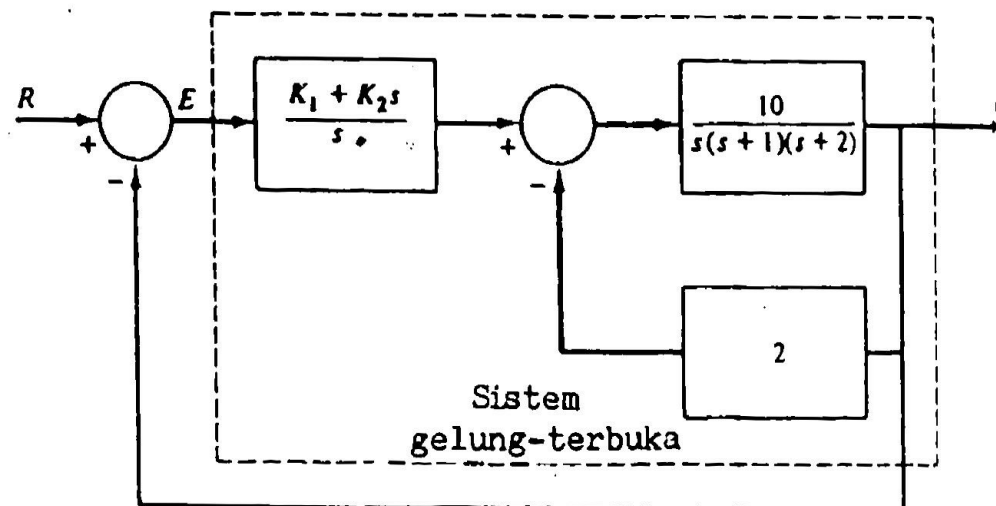 R
+
-
E
K₁ + K₂s
s
+
-
10
s(s + 1)(s + 2)
2
Sistem
gelung-terbuka